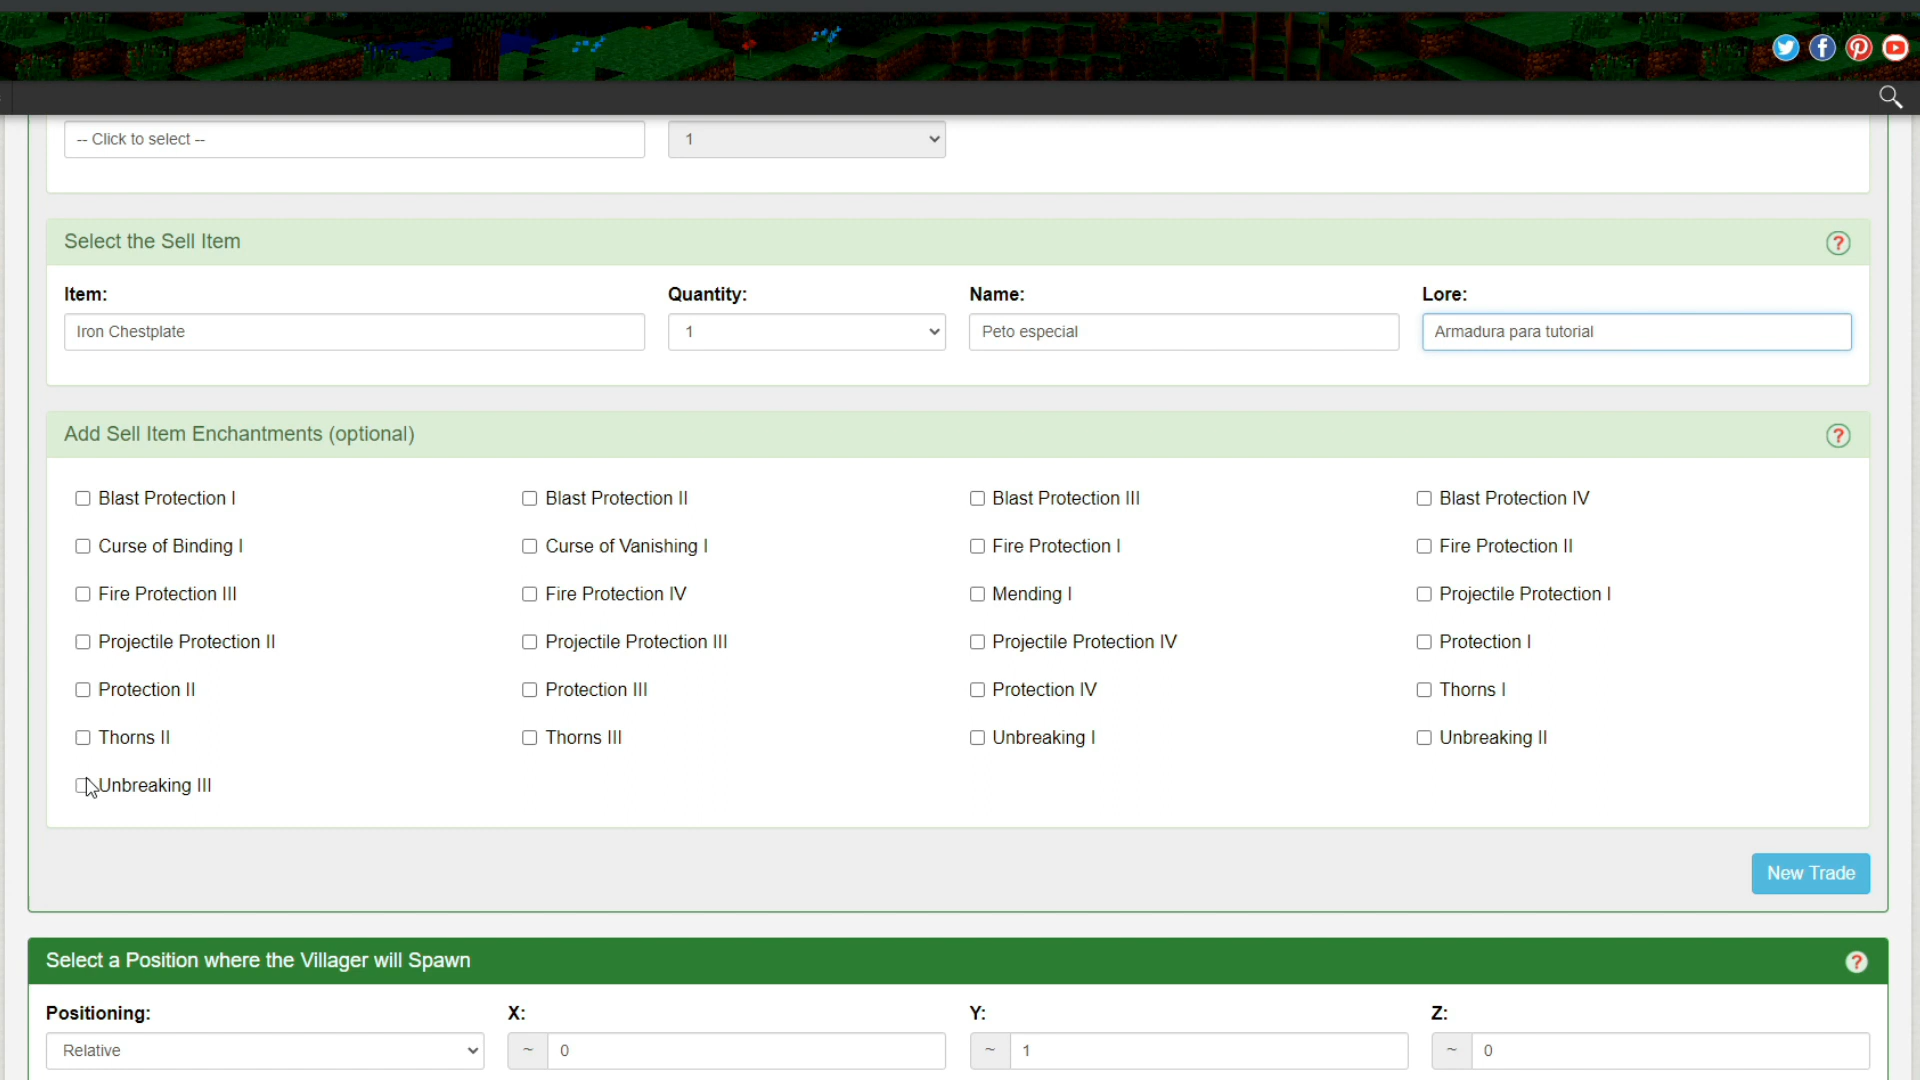 -- Click to select -- 1
Select the Sell Item ?
Item: Quantity: Name: Lore:
Iron Chestplate 1 Peto especial Armadura para tutorial
Add Sell Item Enchantments (optional) ?
Blast Protection I Blast Protection II Blast Protection III Blast Protection IV
Curse of Binding I Curse of Vanishing I Fire Protection I Fire Protection II
Fire Protection III Fire Protection IV Mending I Projectile Protection I
Projectile Protection II Projectile Protection III Projectile Protection IV Protection I
Protection II Protection III Protection IV Thorns I
Thorns II Thorns III Unbreaking I Unbreaking II
Unbreaking III
New Trade
Select a Position where the Villager will Spawn ?
Positioning: X: Y: Z:
Relative ~ 0 ~ 1 ~ 0